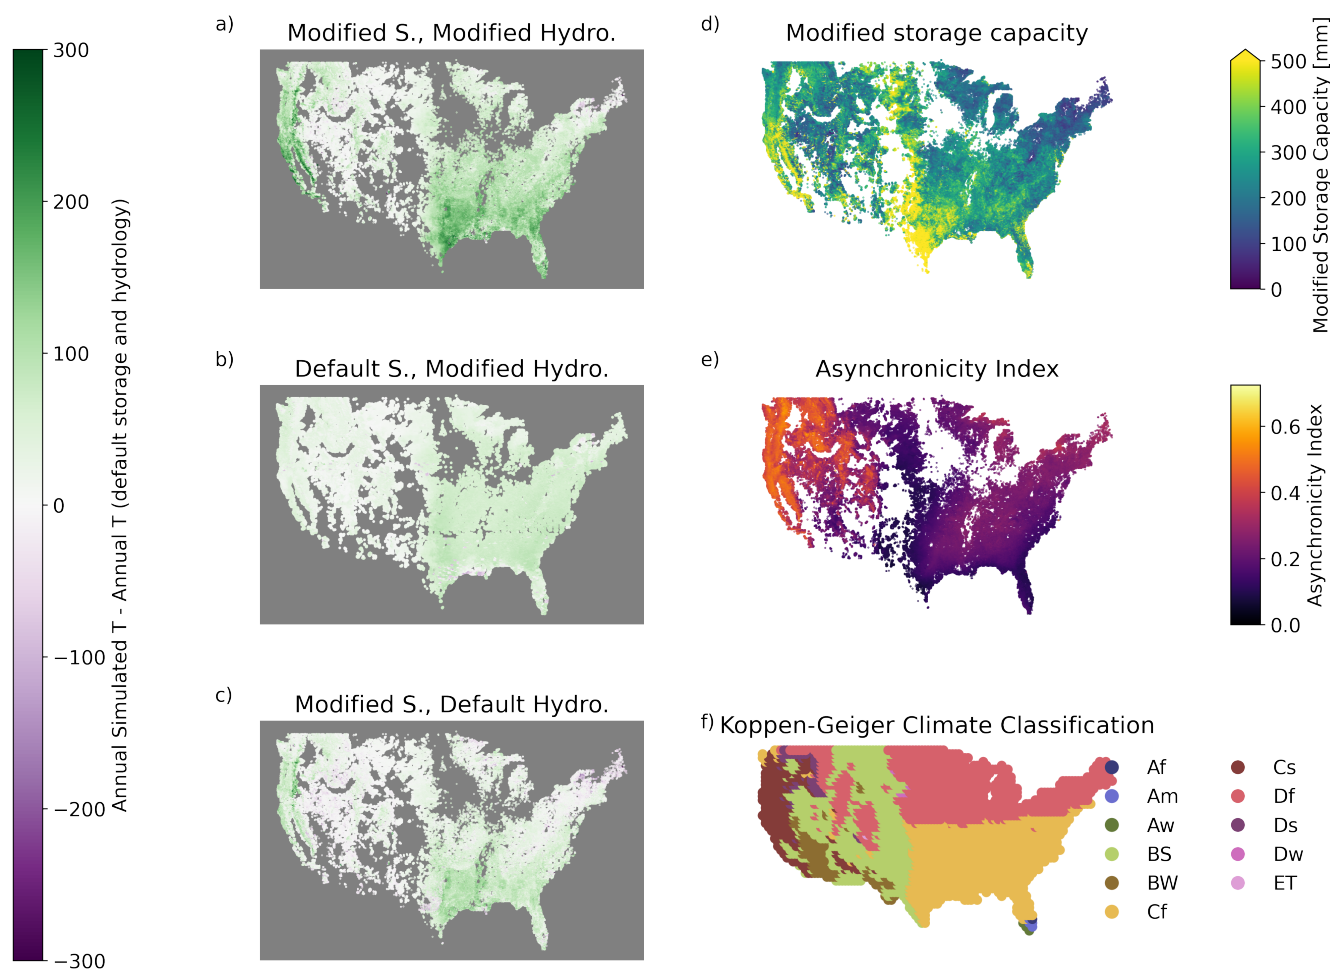 300
200
100
0
−100
−200
−300
Annual Simulated T - Annual T (default storage and hydrology)
a)
Modified S., Modified Hydro.
b)
Default S., Modified Hydro.
c)
Modified S., Default Hydro.
d)
Modified storage capacity
500
400
300
200
100
0
Modified Storage Capacity [mm]
e)
Asynchronicity Index
0.6
0.4
0.2
0.0
Asynchronicity Index
f) Koppen-Geiger Climate Classification
Af
Am
Aw
BS
BW
Cf
Cs
Df
Ds
Dw
ET